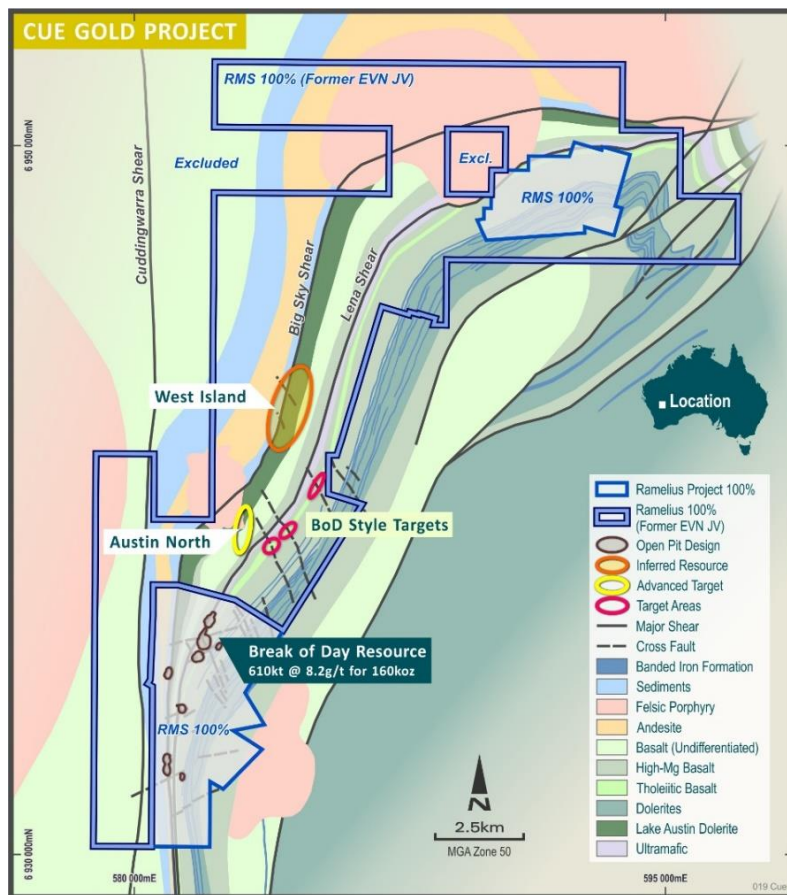 CUE GOLD PROJECT
RMS 100% (Former EVN JV)
6 950 000mN
Excluded
Excl.
RMS 100%
Cuddingwarra Shear
Big Sky Shear
Lena Shear
West Island
Location
BoD Style Targets
Austin North
Break of Day Resource
610kt @ 8.2g/t for 160koz
RMS 100%
Ramelius Project 100%
Ramelius 100%
(Former EVN JV)
Open Pit Design
Inferred Resource
Advanced Target
Target Areas
Major Shear
Cross Fault
Banded Iron Formation
Sediments
Felsic Porphyry
Andesite
Basalt (Undifferentiated)
High-Mg Basalt
Tholeiitic Basalt
Dolerites
Lake Austin Dolerite
Ultramafic
N
2.5km
MGA Zone 50
6 930 000mN
580 000mE
595 000mE
019 Cue